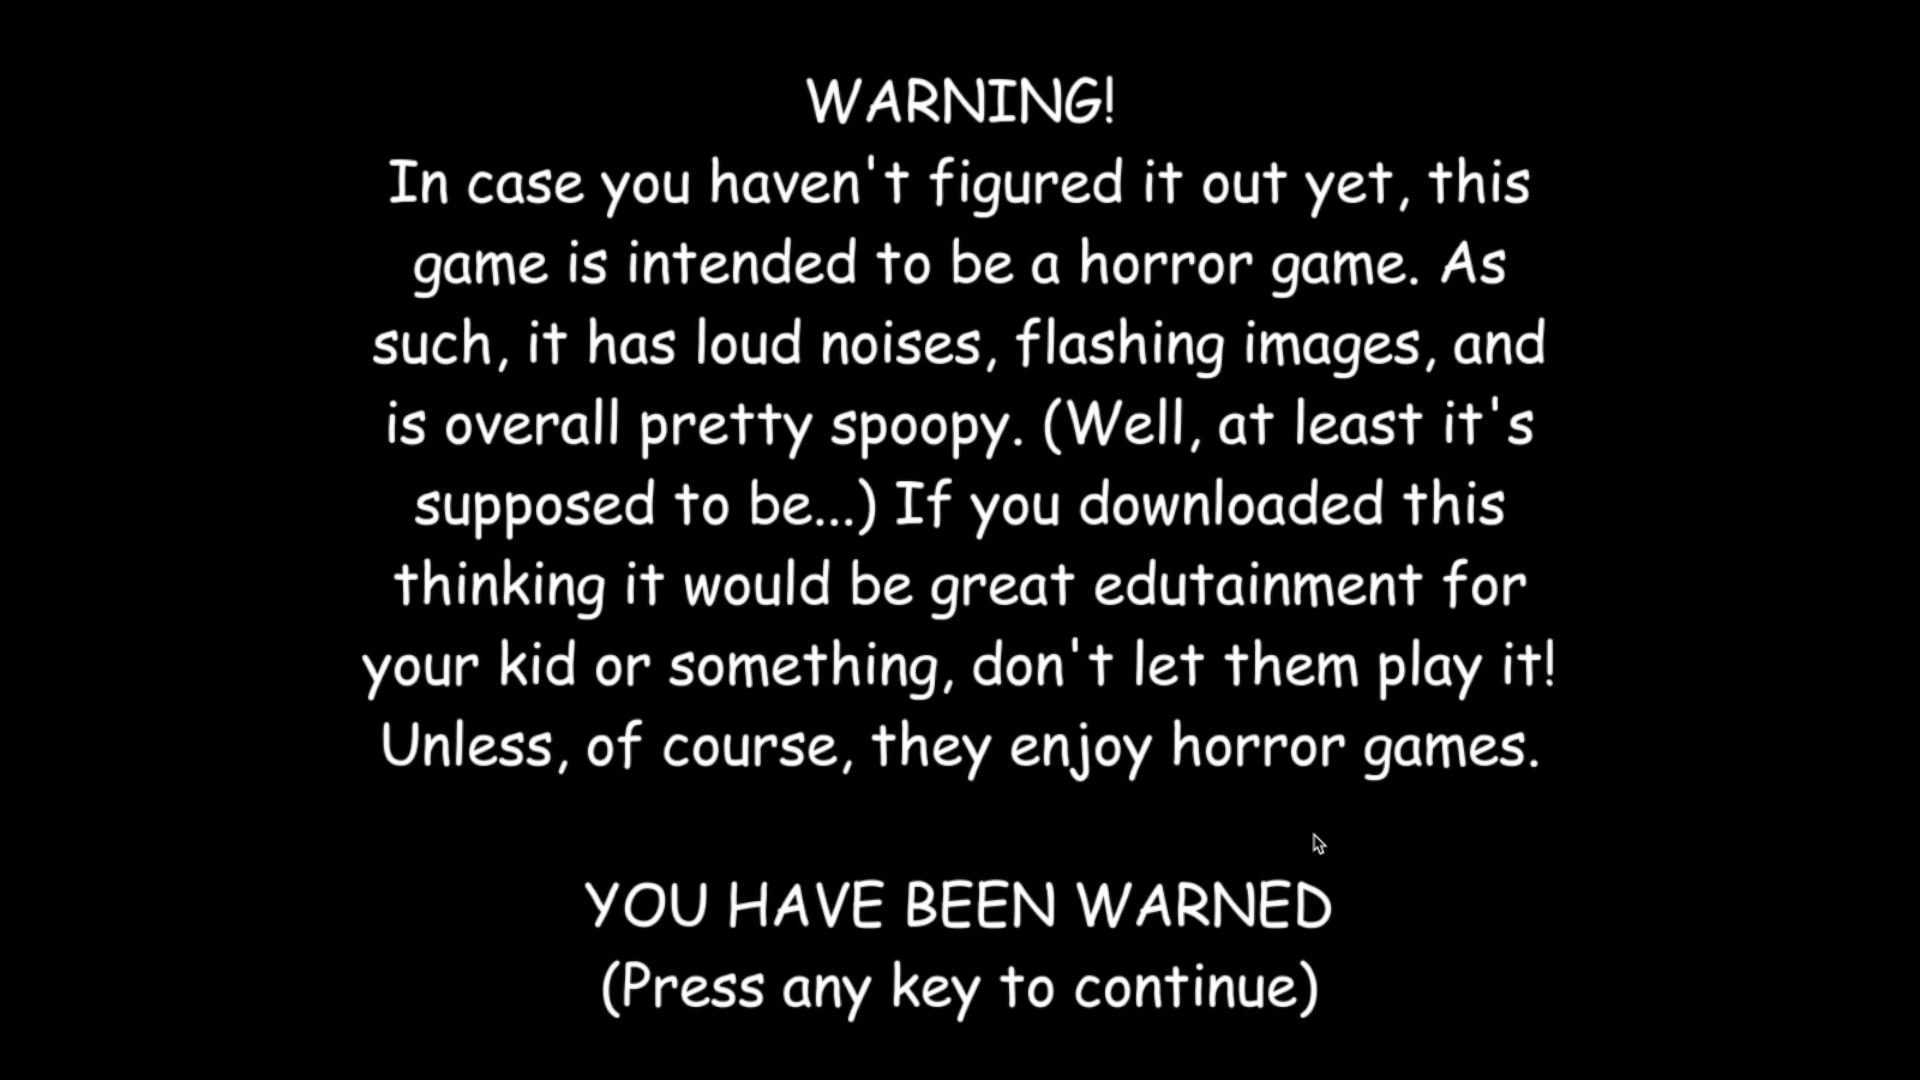 WARNING!
In case you haven't figured it out yet, this
game is intended to be a horror game. As
such, it has loud noises, flashing images, and
is overall pretty spoopy. (Well, at least it's
supposed to be...) If you downloaded this
thinking it would be great edutainment for
your kid or something, don't let them play it!
Unless, of course, they enjoy horror games.
YOU HAVE BEEN WARNED
(Press any key to continue)